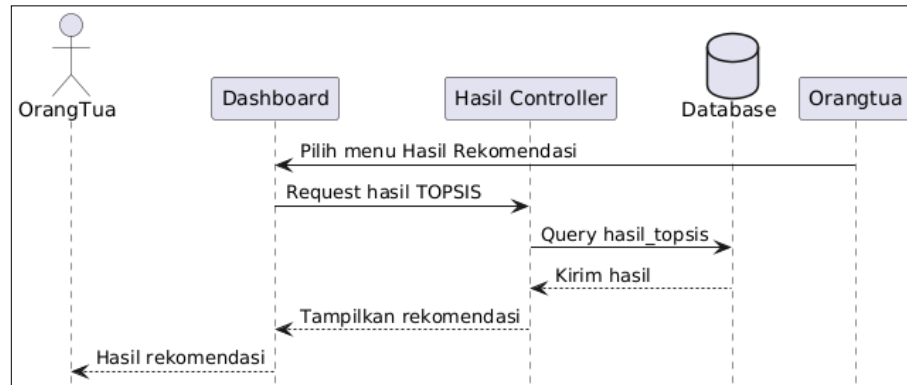 OrangTua
Dashboard
Hasil Controller
Database
Orangtua
Pilih menu Hasil Rekomendasi
Request hasil TOPSIS
Query hasil_topsis
Kirim hasil
Tampilkan rekomendasi
Hasil rekomendasi